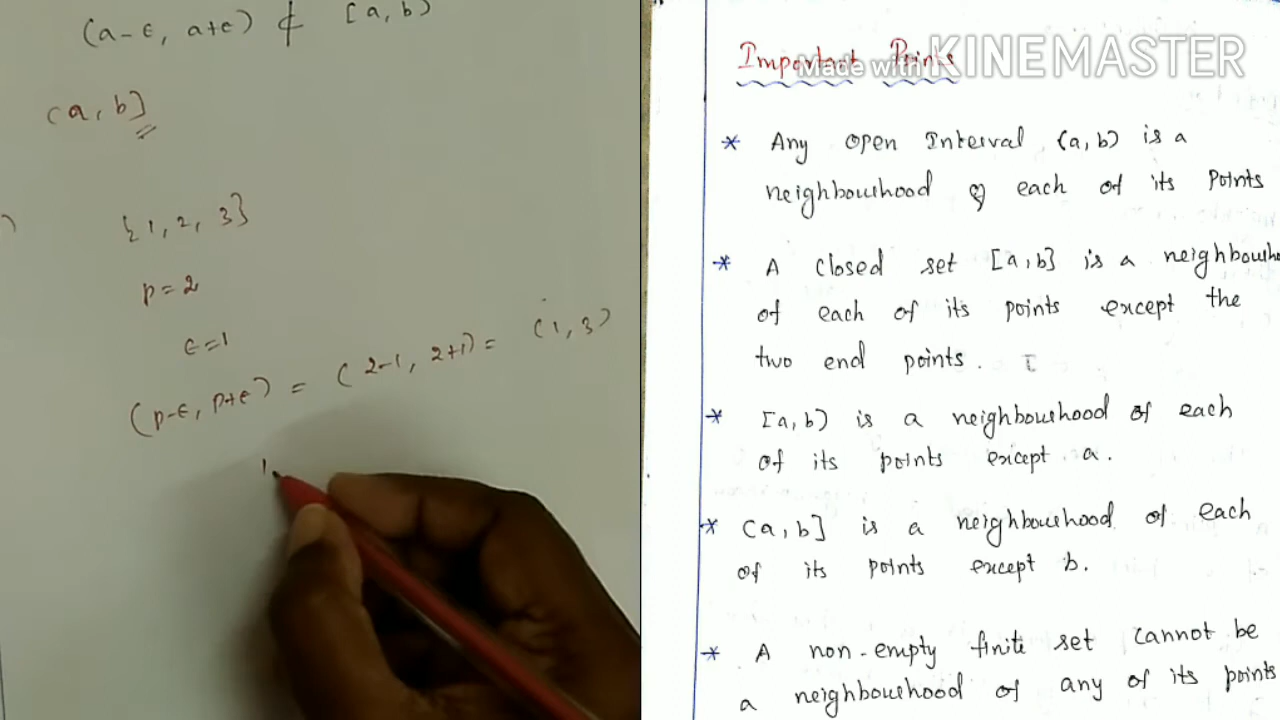 (a-ϵ, a+ϵ) ⊄ [a, b)
(a, b]
{1, 2, 3}
p=2
ϵ=1
(p-ϵ, p+ϵ) = (2-1, 2+1) = (1, 3)
1.
Important Points
Made with KINEMASTER
* Any open Interval (a, b) is a
neighbourhood of each of its points
* A closed set [a, b] is a neighbourho
of each of its points except the
two end points. [
* [a, b) is a neighbourhood of each
of its points except a.
* (a, b] is a neighbourhood of each
of its points except b.
* A non-empty finite set cannot be
a neighbourhood of any of its points